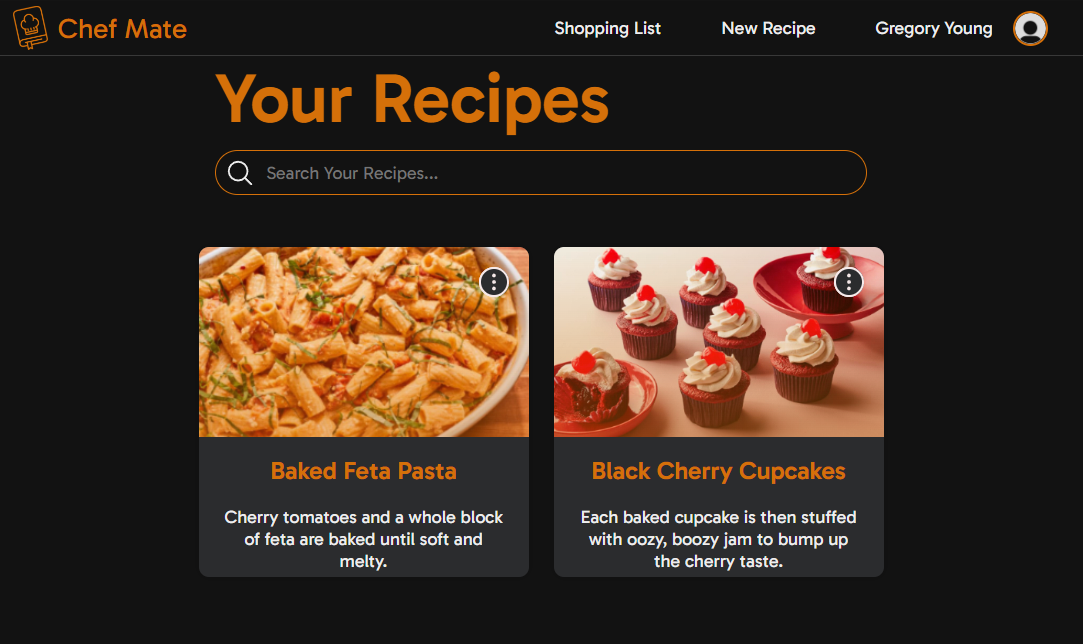 Chef Mate
Shopping List
New Recipe
Gregory Young
Your Recipes
Search Your Recipes...
Baked Feta Pasta
Cherry tomatoes and a whole block
of feta are baked until soft and
melty.
Black Cherry Cupcakes
Each baked cupcake is then stuffed
with oozy, boozy jam to bump up
the cherry taste.